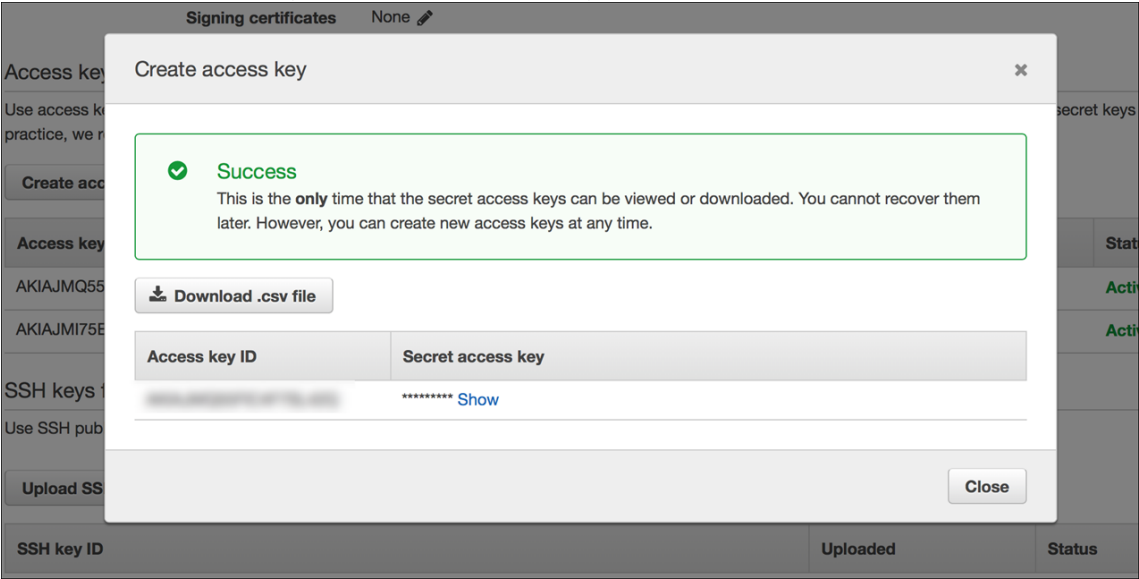 Signing certificates None
Create access key
Access key
Use access ke
secret keys
practice, we r
Success
This is the only time that the secret access keys can be viewed or downloaded. You cannot recover them
later. However, you can create new access keys at any time.
Create acc
Access key
Stat
Download .csv file
AKIAJMQ55
Activ
AKIAJMI75E
Activ
Access key ID Secret access key
********* Show
SSH keys f
Use SSH pub
Upload SS
Close
SSH key ID Uploaded Status